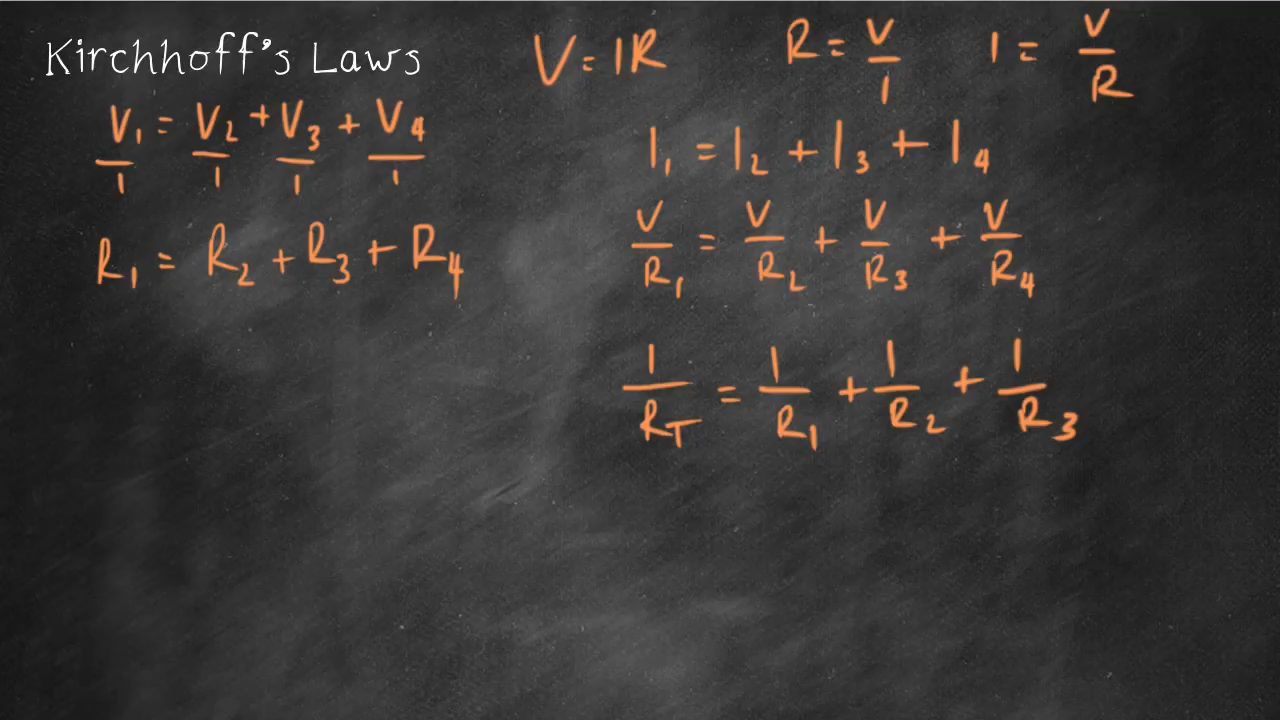 Kirchhoff's Laws
V = IR R = V/I I = V/R
V₁/I = V₂/I + V₃/I + V₄/I
R₁ = R₂ + R₃ + R₄
I₁ = I₂ + I₃ + I₄
V/R₁ = V/R₂ + V/R₃ + V/R₄
1/R_T = 1/R₁ + 1/R₂ + 1/R₃